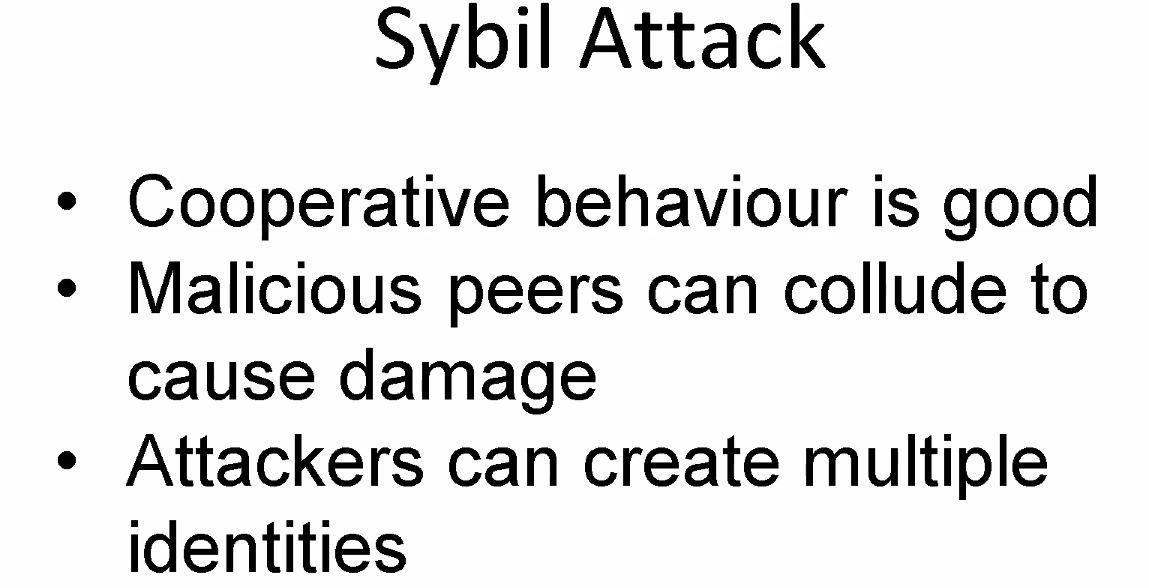 Sybil Attack
• Cooperative behaviour is good
• Malicious peers can collude to
cause damage
• Attackers can create multiple
identities